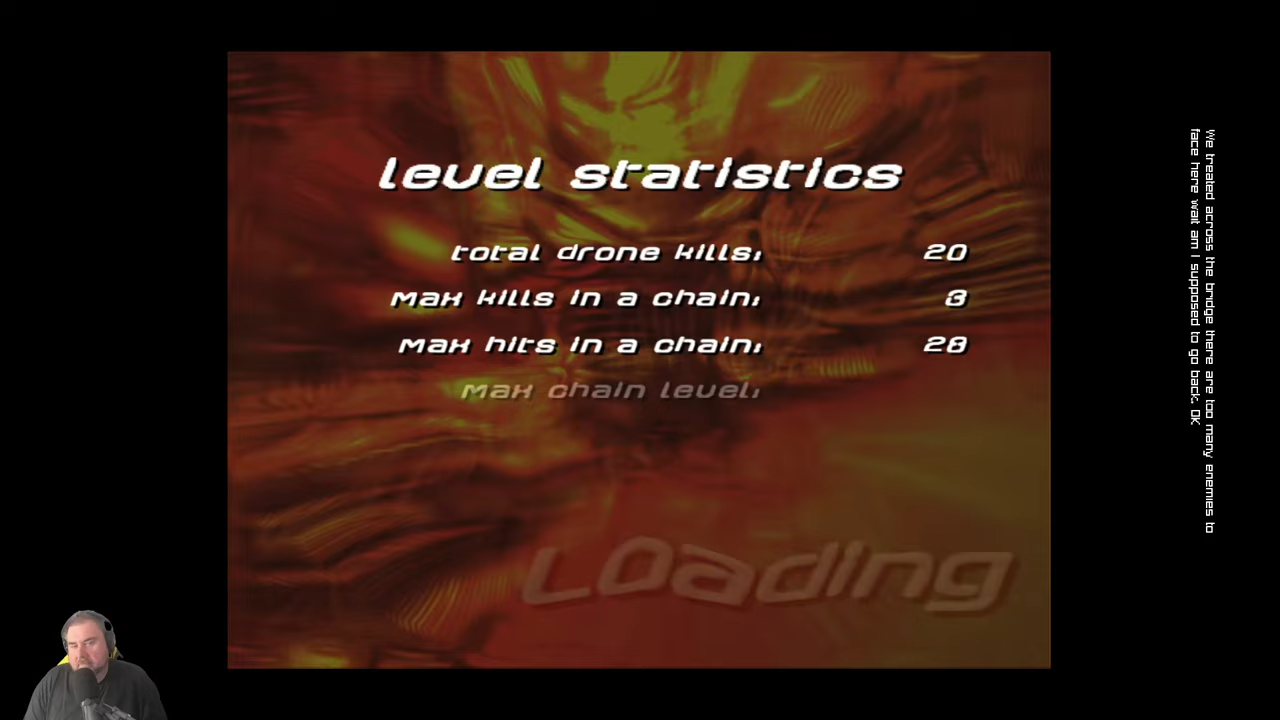 level statistics
total drone kills: 20
max kills in a chain: 3
max hits in a chain: 28
max chain level:
Loading
We treated across the bridge there are too many enemies to
face here wait am I supposed to go back. OK